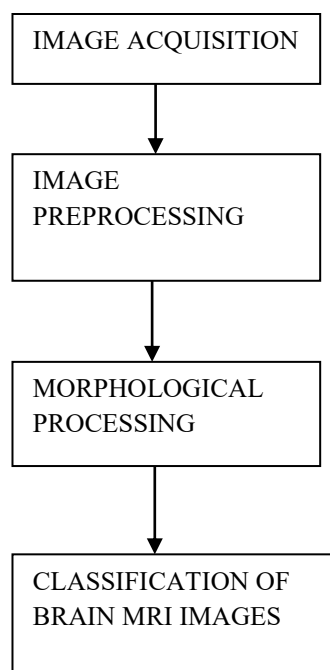 IMAGE ACQUISITION
IMAGE
PREPROCESSING
MORPHOLOGICAL
PROCESSING
CLASSIFICATION OF
BRAIN MRI IMAGES